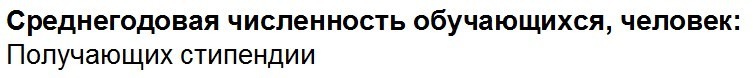 Среднегодовая численность обучающихся, человек:
Получающих стипендии